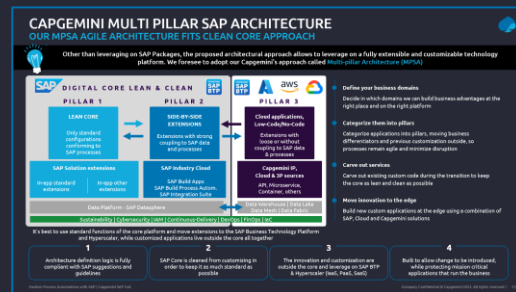 CAPGEMINI MULTI PILLAR SAP ARCHITECTURE
OUR MPSA AGILE ARCHITECTURE FITS CLEAN CORE APPROACH
Other than leveraging on SAP Packages, the proposed architectural approach allows to leverage on a fully extensible and customizable technology
platform. We foresee to adopt our Capgemini's approach called Multi-pillar Architecture (MPSA)
SAP DIGITAL CORE LEAN & CLEAN SAP BTP
aws
SAP BTP
PILLAR 1
PILLAR 2
PILLAR 3
LEAN CORE
Only standard
configurations
conforming to
SAP processes
SIDE-BY-SIDE
EXTENSIONS
Extensions with strong
coupling to SAP data
and processes
Cloud applications,
Low-Code/No-Code
Extensions with
loose or without
coupling to SAP data
& processes
SAP Solution extensions
In-app standard
extensions
In-app other
extensions
SAP Industry Cloud
SAP Build Apps
SAP Build Process Autom.
SAP Integration Suite
Capgemini IP,
Cloud & 3P sources
API, Microservice,
Container, others
Data Platform - SAP Datasphere
Data Warehouse | Data Lake
Data Mesh | Data Fabric
Sustainability | Cybersecurity | IAM | Continuous-Delivery | DevOps | FinOps | IaC
Define your business domains
Decide in which domains we can build business advantages at the
right place and on the right platform
Categorize them into pillars
Categorize applications into pillars, moving business
differentiators and previous customization outside, so
processes remain agile and minimize disruption
Carve out services
Carve out existing custom code during the transition to keep
the core as lean and clean as possible
Move innovation to the edge
Build new custom applications at the edge using a combination of
SAP, Cloud and Capgemini solutions
It's best to use standard functions of the core platform and move extensions to the SAP Business Technology Platform
and Hyperscaler, while customized applications live outside the core all together
1
Architecture definition logic is fully
compliant with SAP suggestions and
guidelines
2
SAP Core is cleaned from customizing in
order to keep it as much standard as
possible
3
The innovation and customization are
outside the core and leveraging on SAP BTP
& Hyperscaler (IaaS, PaaS, SaaS)
4
Built to allow change to be introduced,
while protecting mission critical
applications that run the business